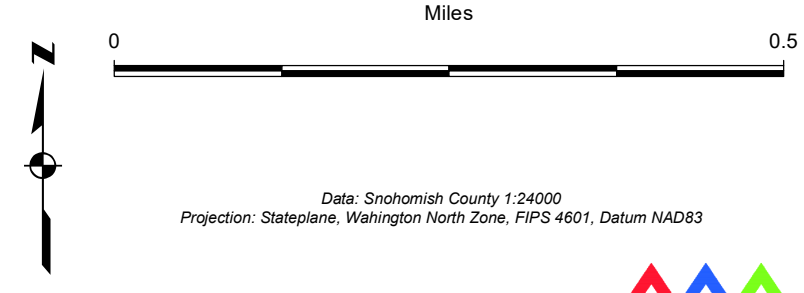 Miles
0 0.5
N
Data: Snohomish County 1:24000
Projection: Stateplane, Wahington North Zone, FIPS 4601, Datum NAD83